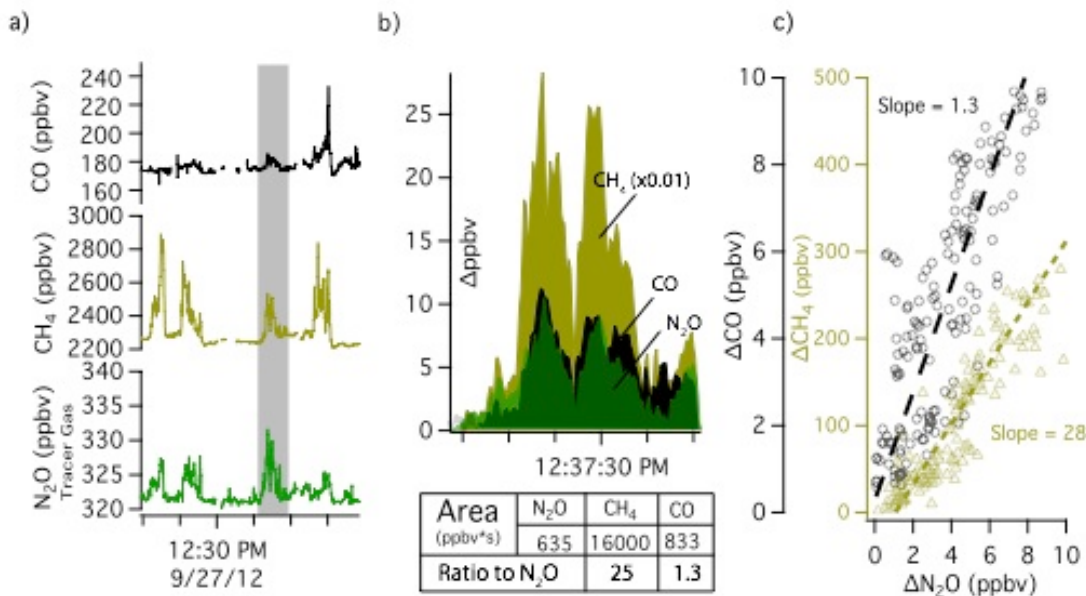 a)
b)
c)
CO (ppbv)
240
220
200
180
160
CH₄ (ppbv)
3000
2800
2600
2400
2200
N₂O (ppbv)
Tracer Gas
340
335
330
325
320
12:30 PM
9/27/12
Δppbv
25
20
15
10
5
0
CH₄ (x0.01)
CO
N₂O
12:37:30 PM
Area
(ppbv*s)
N₂O CH₄ CO
635 16000 833
Ratio to N₂O 25 1.3
ΔCO (ppbv)
10
8
6
4
2
0
ΔCH₄ (ppbv)
500
400
300
200
100
0
Slope = 1.3
Slope = 28
0 2 4 6 8 10
ΔN₂O (ppbv)